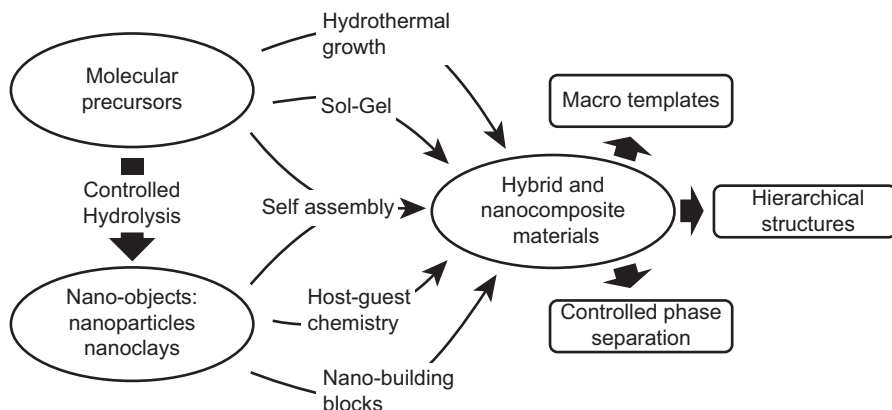 Hydrothermal
growth
Molecular
precursors
Sol-Gel
Macro templates
Controlled
Hydrolysis
Self assembly
Hybrid and
nanocomposite
materials
Hierarchical
structures
Nano-objects:
nanoparticles
nanoclays
Host-guest
chemistry
Controlled phase
separation
Nano-building
blocks